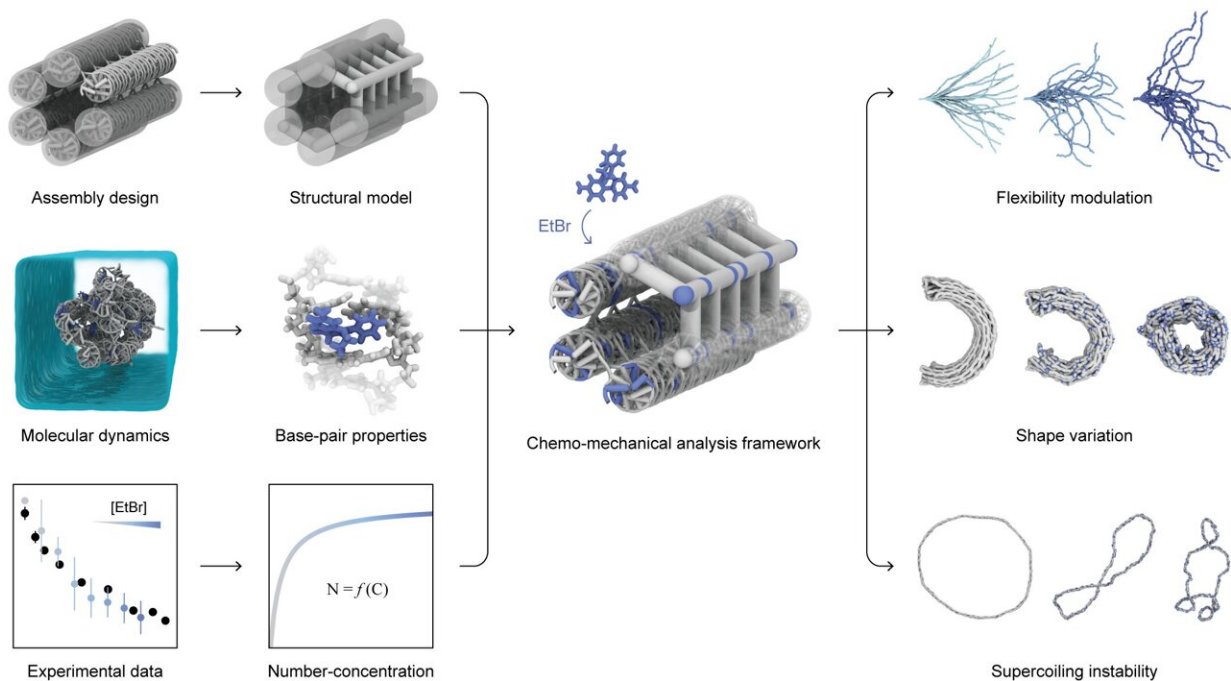 Assembly design
Structural model
EtBr
Flexibility modulation
Molecular dynamics
Base-pair properties
Chemo-mechanical analysis framework
Shape variation
[EtBr]
N = f(C)
Experimental data
Number-concentration
Supercoiling instability